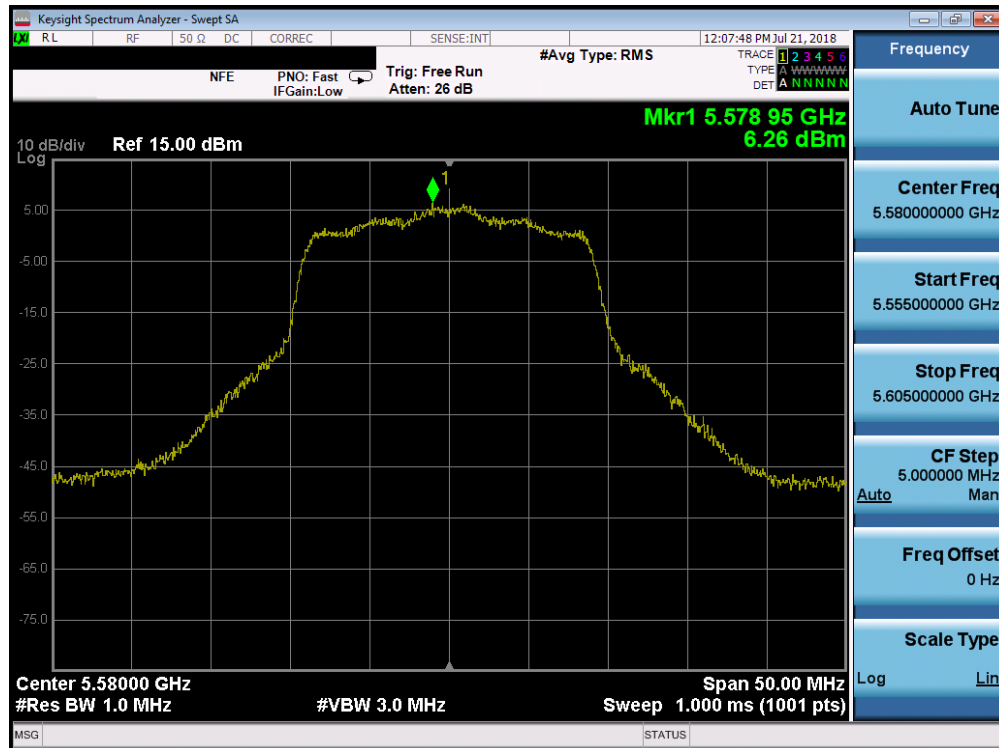 Keysight Spectrum Analyzer - Swept SA
LXI RL RF 50 Ω DC CORREC SENSE:INT 12:07:48 PM Jul 21, 2018
#Avg Type: RMS TRACE 1 2 3 4 5 6
NFE PNO: Fast Trig: Free Run TYPE A WWWWW
IFGain:Low Atten: 26 dB DET A N N N N N
Mkr1 5.578 95 GHz
6.26 dBm
10 dB/div Ref 15.00 dBm
Log
1
5.00
-5.00
-15.0
-25.0
-35.0
-45.0
-55.0
-65.0
-75.0
Center 5.58000 GHz Span 50.00 MHz
#Res BW 1.0 MHz #VBW 3.0 MHz Sweep 1.000 ms (1001 pts)
MSG STATUS
Frequency
Auto Tune
Center Freq
5.580000000 GHz
Start Freq
5.555000000 GHz
Stop Freq
5.605000000 GHz
CF Step
5.000000 MHz
Auto Man
Freq Offset
0 Hz
Scale Type
Log Lin